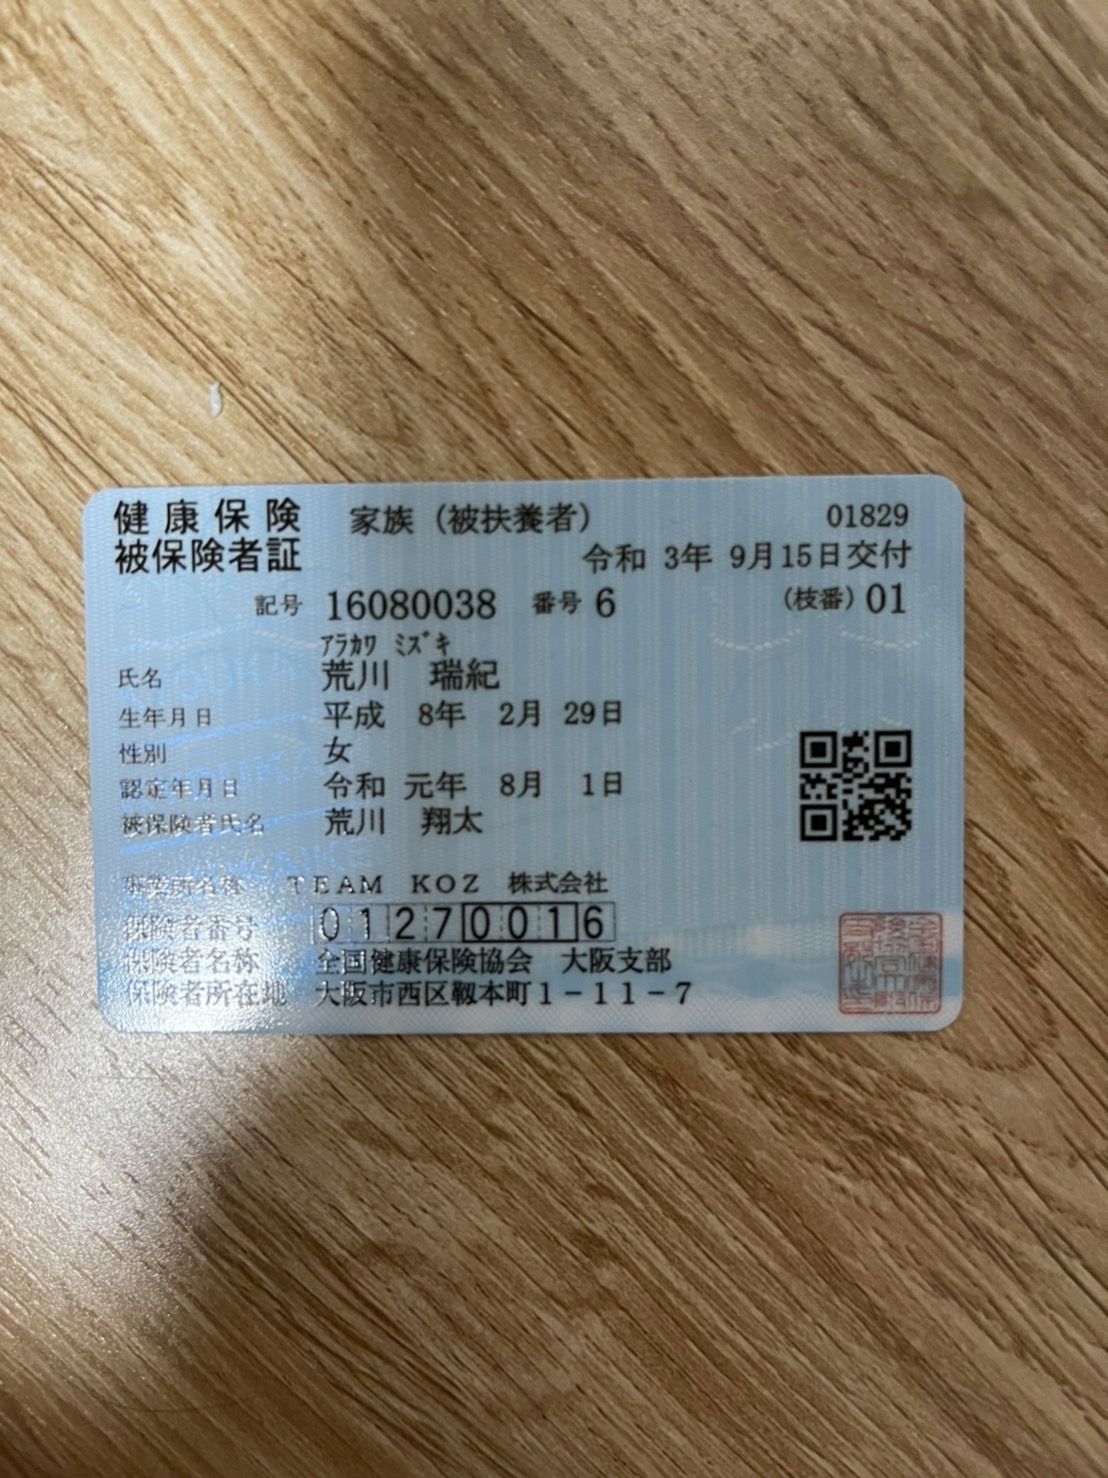 健康保険 家族（被扶養者） 01829
被保険者証 令和 3年 9月15日交付
記号 16080038 番号 6 (枝番) 01
ｱﾗｶﾜ ﾐｽﾞｷ
氏名 荒川 瑞紀
生年月日 平成 8年 2月 29日
性別 女
認定年月日 令和 元年 8月 1日
被保険者氏名 荒川 翔太
事業所名称 TEAM KOZ 株式会社
保険者番号 01270016
保険者名称 全国健康保険協会 大阪支部
保険者所在地 大阪市西区靱本町1－11－7